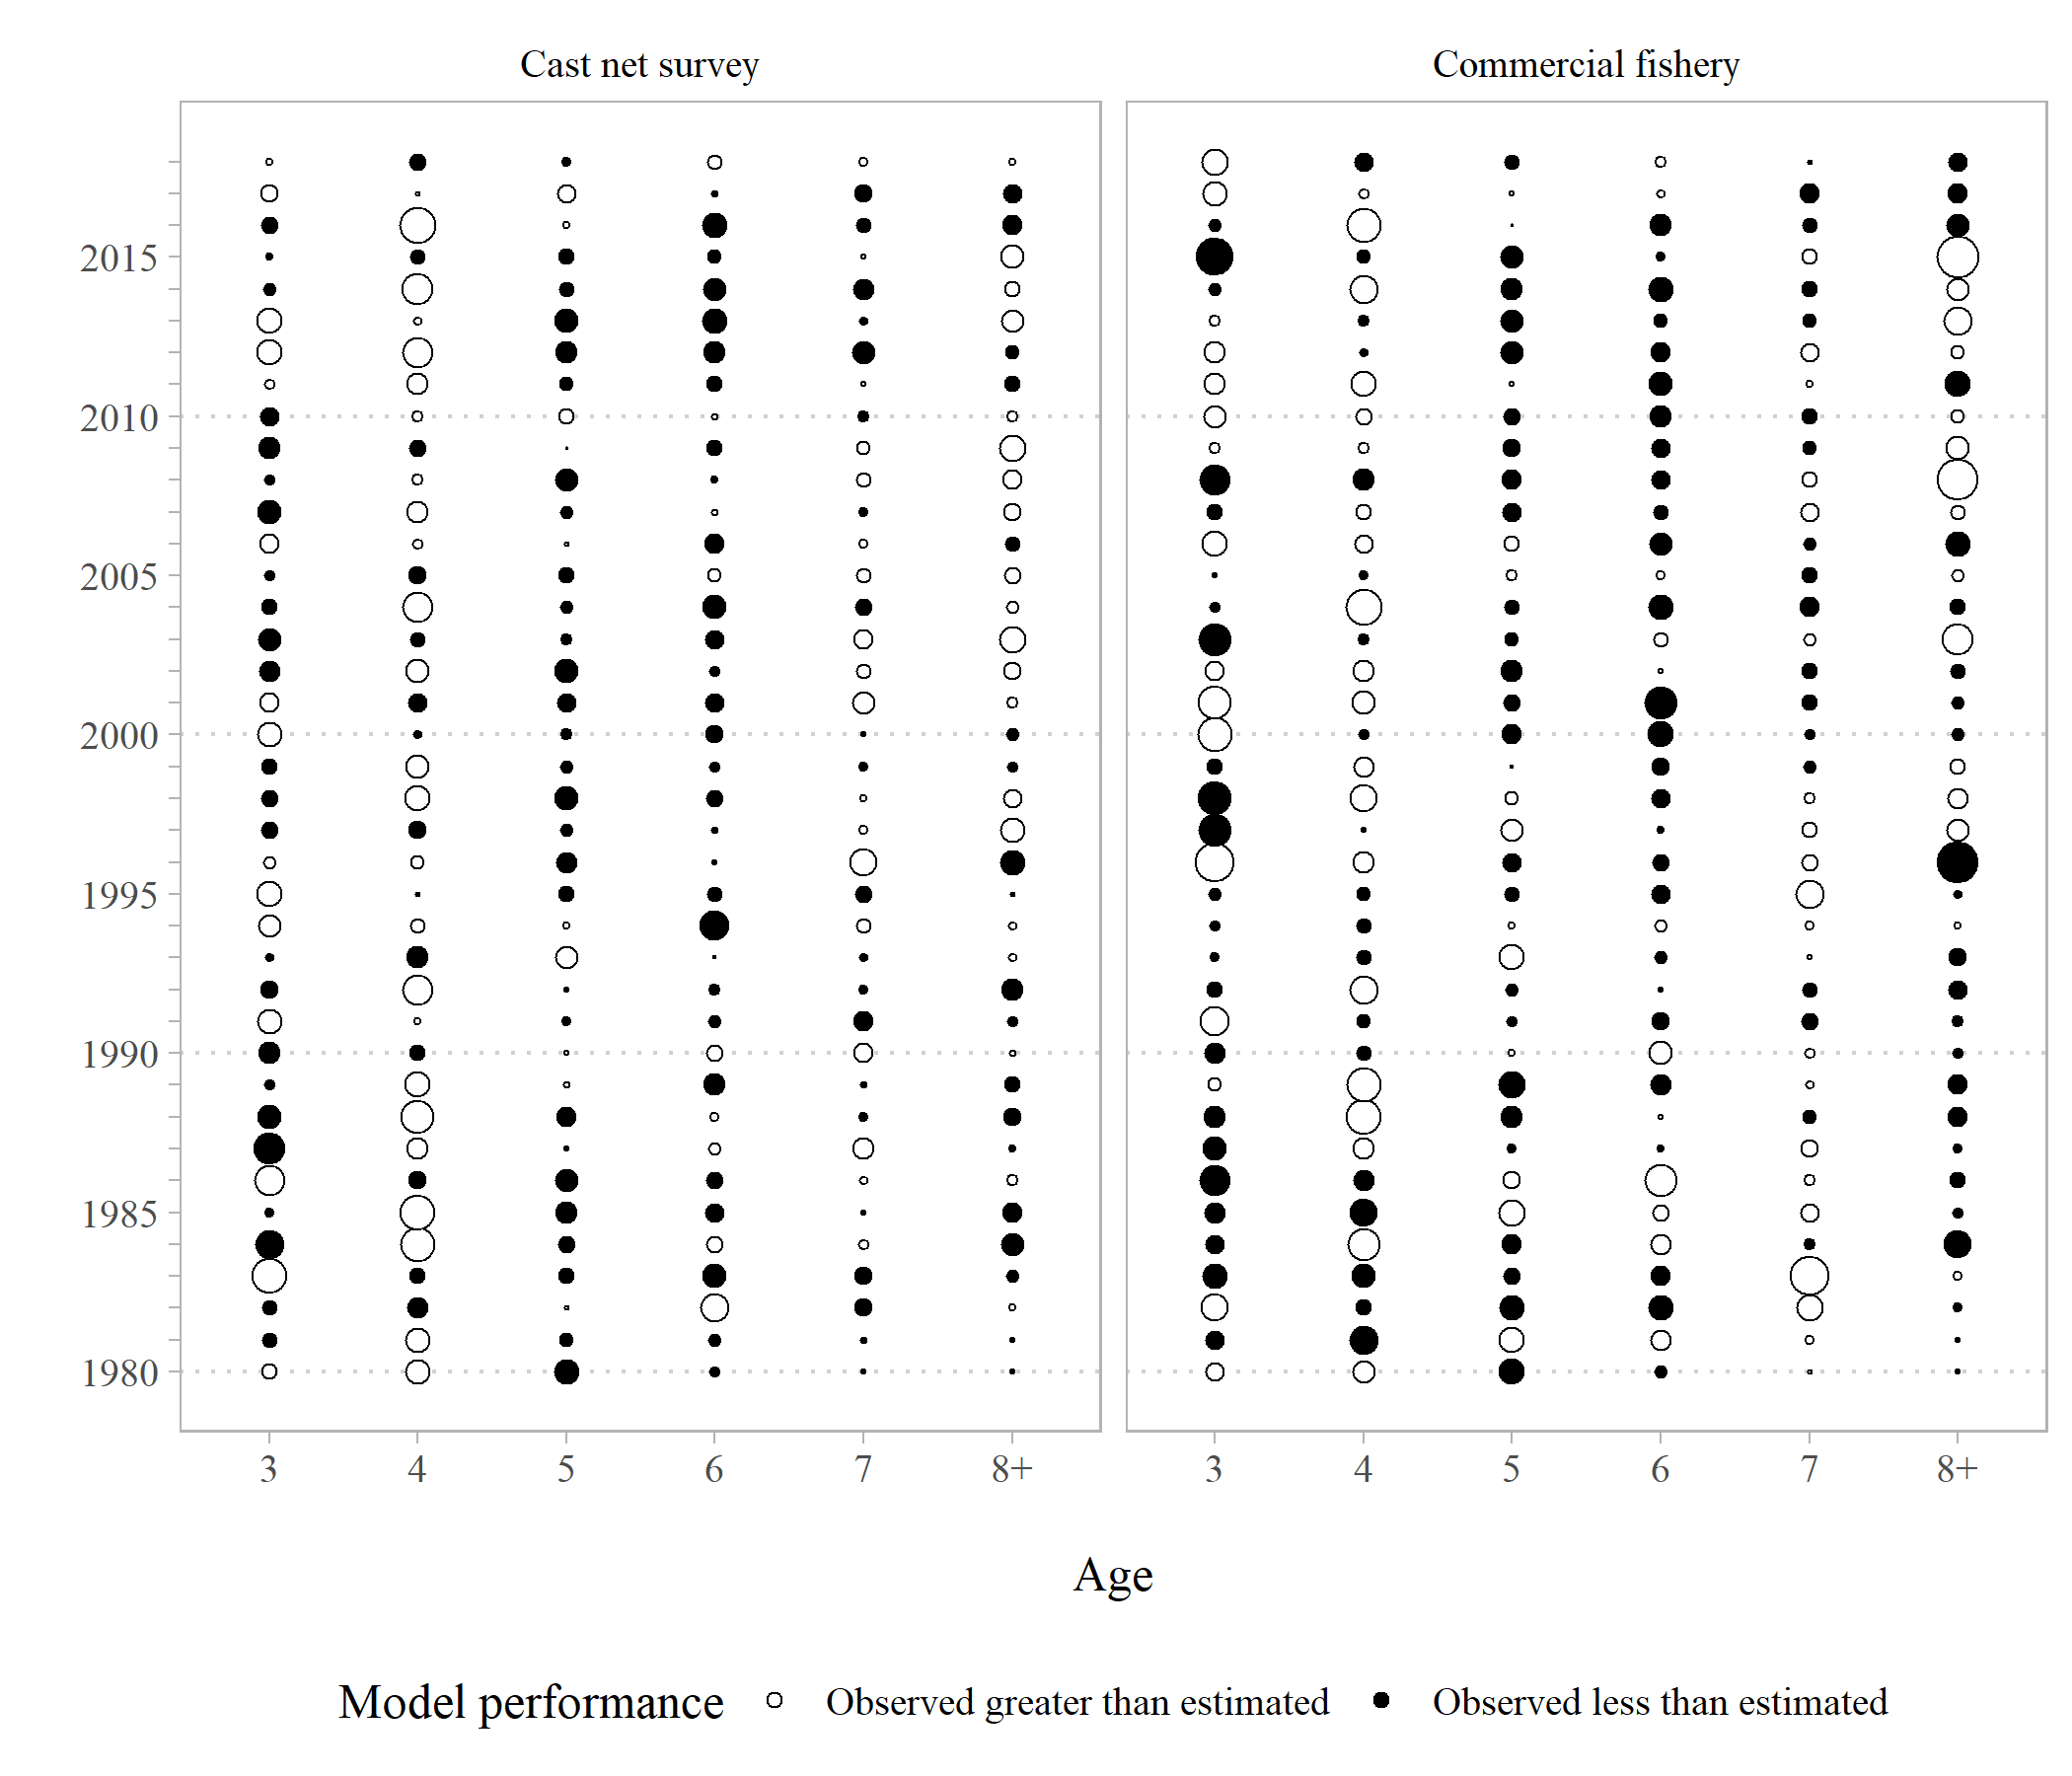 Cast net survey Commercial fishery
2015
2010
2005
2000
1995
1990
1985
1980
3 4 5 6 7 8+ 3 4 5 6 7 8+
Age
Model performance Observed greater than estimated Observed less than estimated